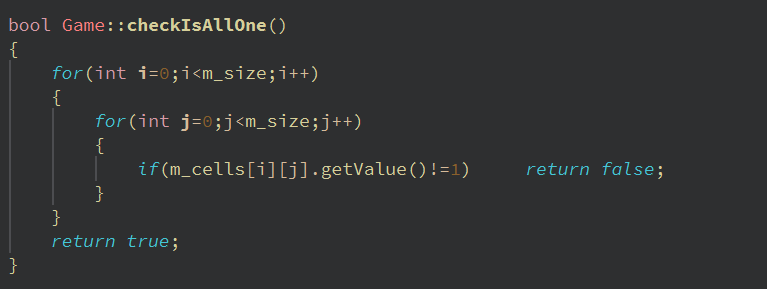 bool Game::checkIsAllOne()
{
    for(int i=0;i<m_size;i++)
    {
        for(int j=0;j<m_size;j++)
        {
            if(m_cells[i][j].getValue()!=1)     return false;
        }
    }
    return true;
}